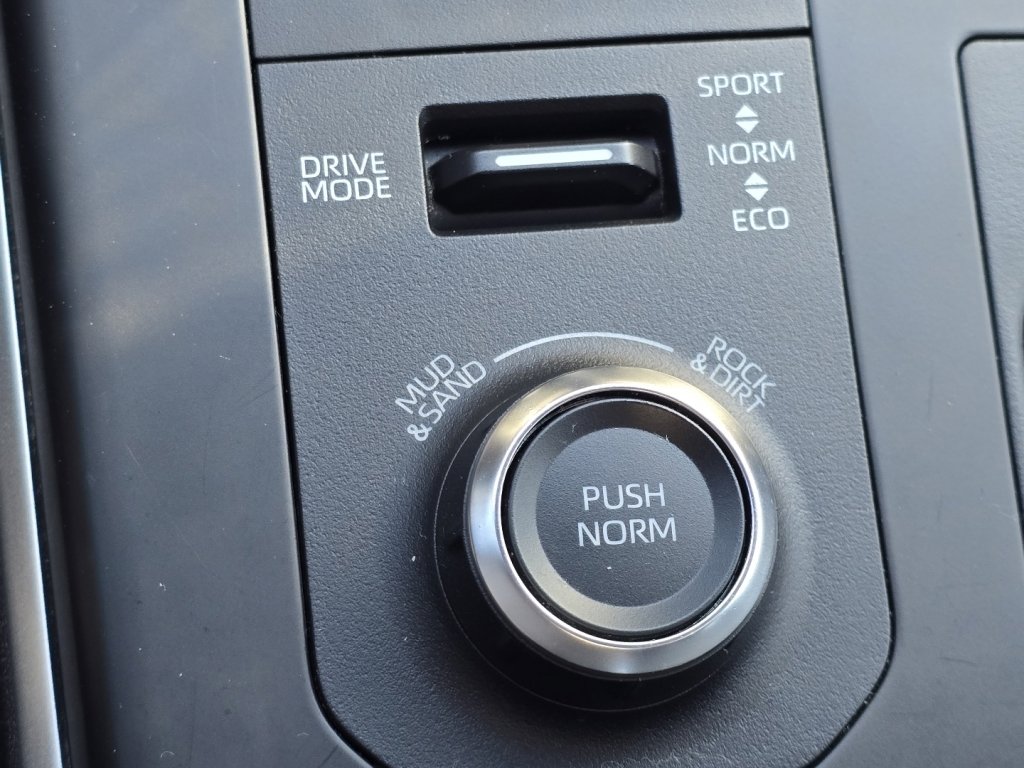 SPORT
DRIVE
MODE
NORM
ECO
MUD
&SAND
ROCK
&DIRT
PUSH
NORM